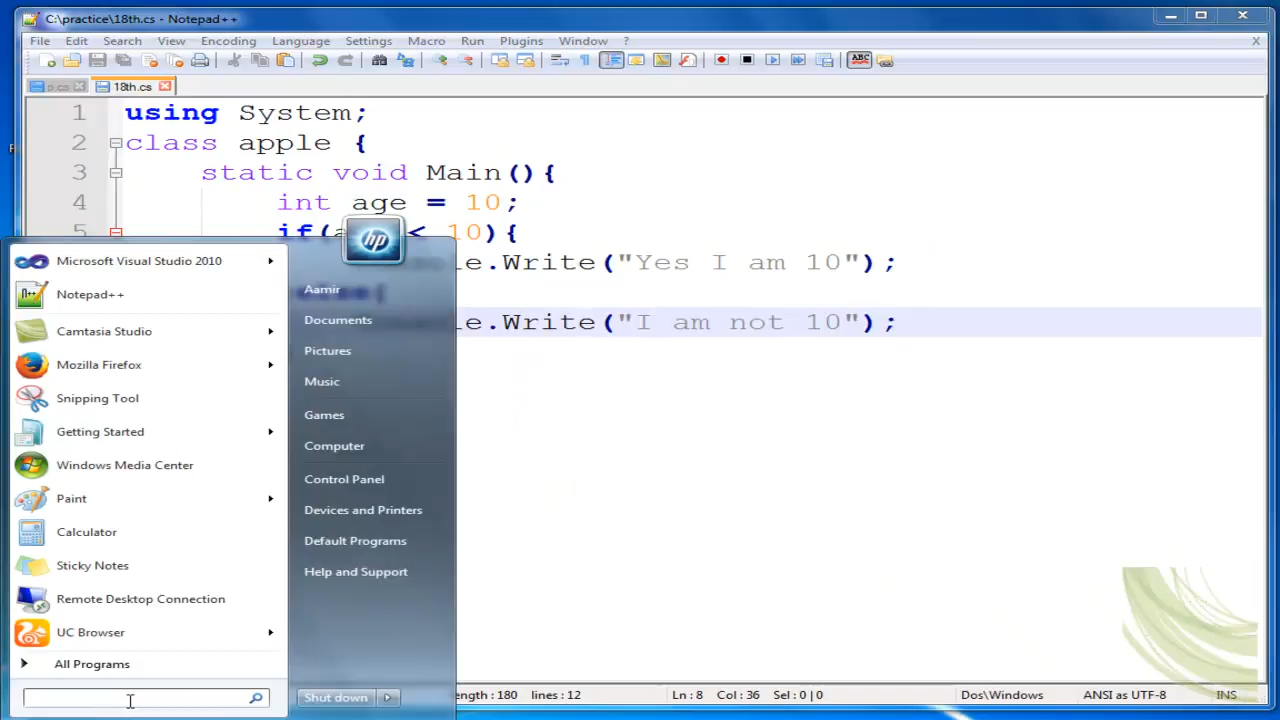 C:\practice\18th.cs - Notepad++
File Edit Search View Encoding Language Settings Macro Run Plugins Window ? X
ABC
p.cs 18th.cs
1 using System;
2 class apple {
3 static void Main(){
4 int age = 10;
5 if( < 10){
.Write("Yes I am 10");
else{
.Write("I am not 10");
hp
Microsoft Visual Studio 2010
Notepad++
Camtasia Studio
Mozilla Firefox
Snipping Tool
Getting Started
Windows Media Center
Paint
Calculator
Sticky Notes
Remote Desktop Connection
UC Browser
All Programs
Aamir
Documents
Pictures
Music
Games
Computer
Control Panel
Devices and Printers
Default Programs
Help and Support
Shut down
length : 180 lines : 12 Ln : 8 Col : 36 Sel : 0 | 0 Dos\Windows ANSI as UTF-8 INS